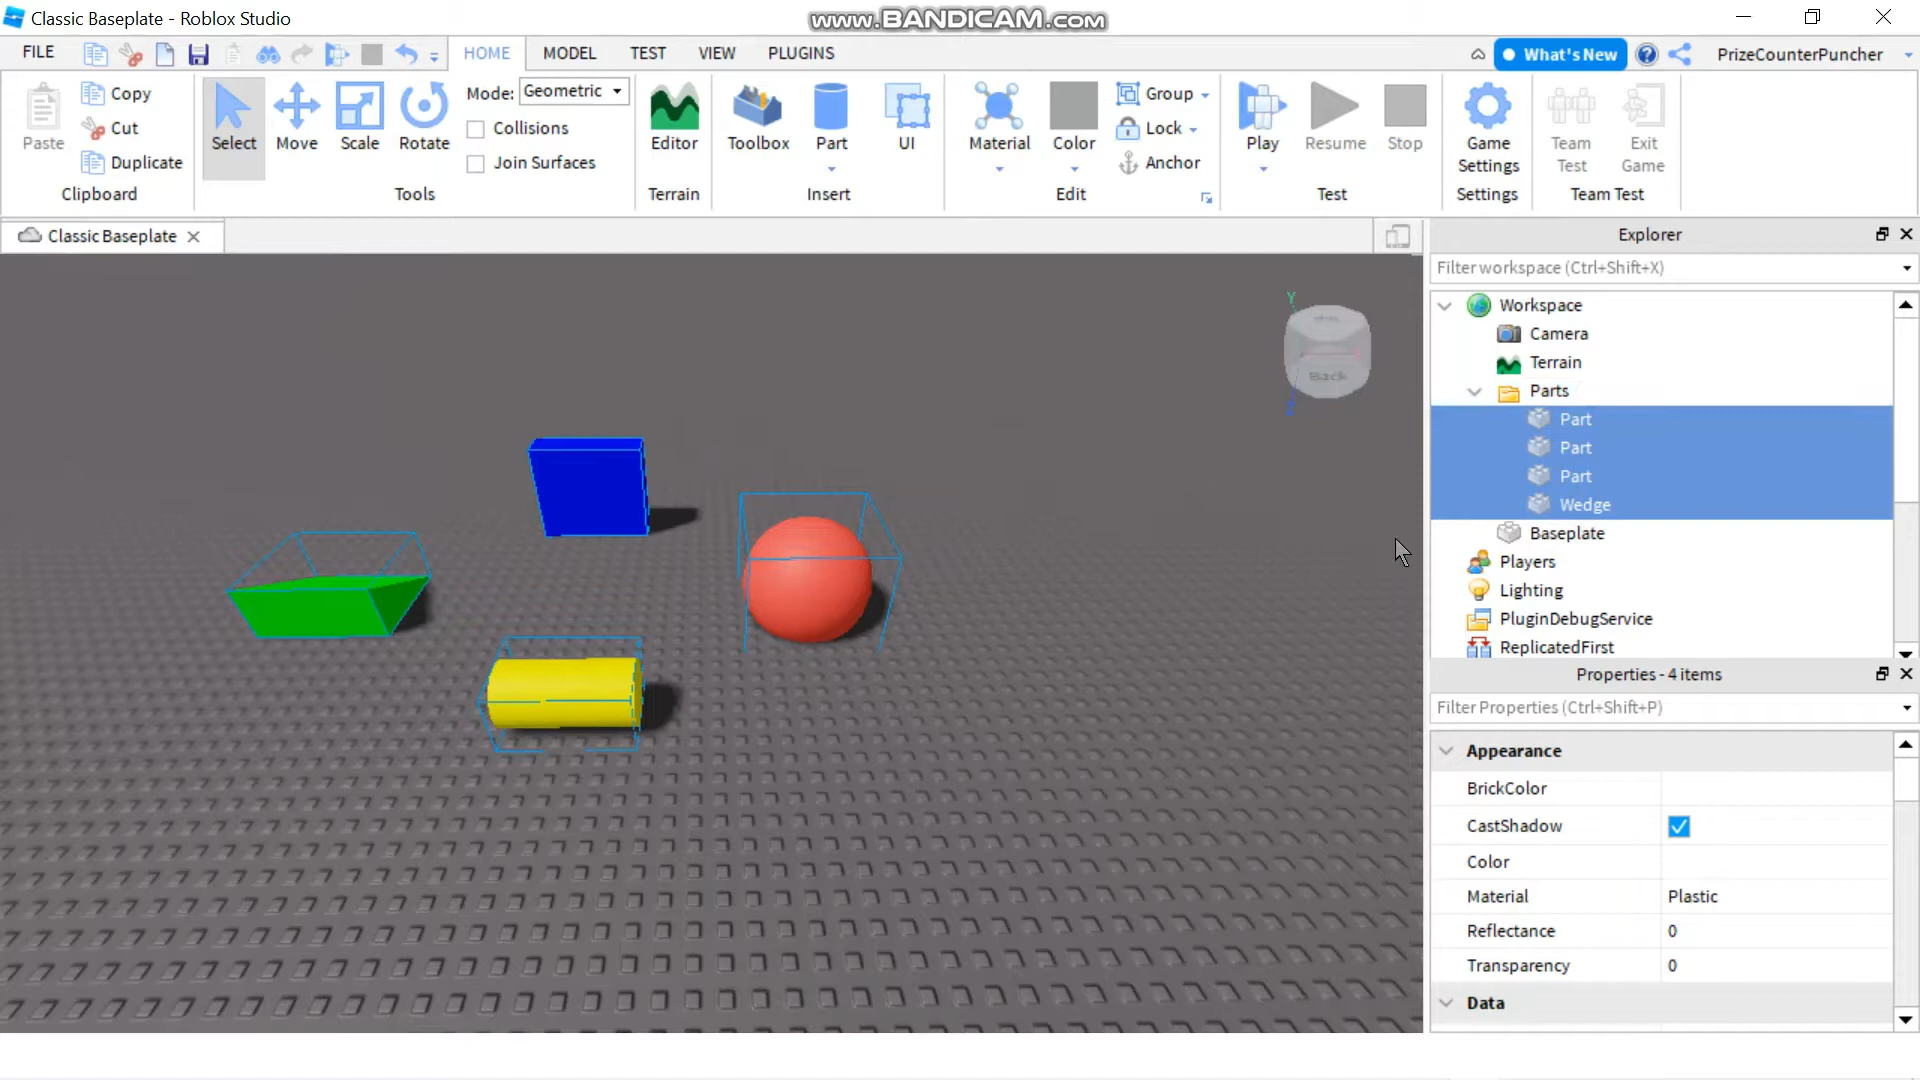 Classic Baseplate - Roblox Studio
www.BANDICAM.com
FILE
HOME
MODEL
TEST
VIEW
PLUGINS
What's New
PrizeCounterPuncher
Paste
Copy
Cut
Duplicate
Clipboard
Select
Move
Scale
Rotate
Mode: Geometric
Collisions
Join Surfaces
Tools
Editor
Terrain
Toolbox
Part
UI
Insert
Material
Color
Group
Lock
Anchor
Edit
Play
Resume
Stop
Test
Game
Settings
Settings
Team
Test
Exit
Game
Team Test
Classic Baseplate
Y
Back
Z
Explorer
Filter workspace (Ctrl+Shift+X)
Workspace
Camera
Terrain
Parts
Part
Part
Part
Wedge
Baseplate
Players
Lighting
PluginDebugService
ReplicatedFirst
Properties - 4 items
Filter Properties (Ctrl+Shift+P)
Appearance
BrickColor
CastShadow
Color
Material Plastic
Reflectance 0
Transparency 0
Data